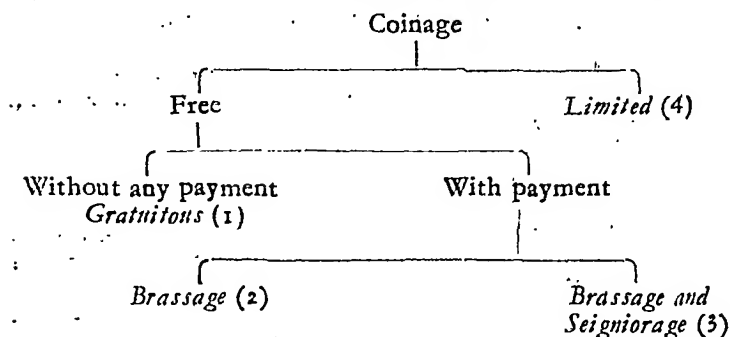 Coinage
Free Limited (4)
Without any payment With payment
Gratuitous (1)
Brassage (2) Brassage and
Seigniorage (3)